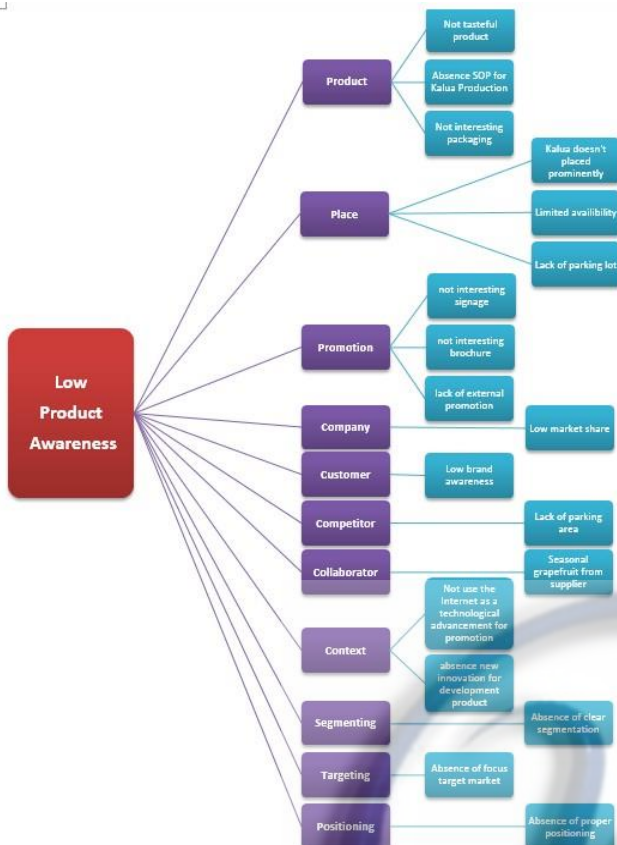 Low
Product
Awareness
Product
Not tasteful
product
Absence SOP for
Kalua Production
Not interesting
packaging
Place
Kalua doesn't
placed
prominently
Limited availibility
Lack of parking lot
Promotion
not interesting
signage
not interesting
brochure
lack of external
promotion
Company
Low market share
Customer
Low brand
awareness
Competitor
Lack of parking
area
Collaborator
Seasonal
grapefruit from
supplier
Context
Not use the
Internet as a
technological
advancement for
promotion
absence new
innovation for
development
product
Segmenting
Absence of clear
segmentation
Targeting
Absence of focus
target market
Positioning
Absence of proper
positioning